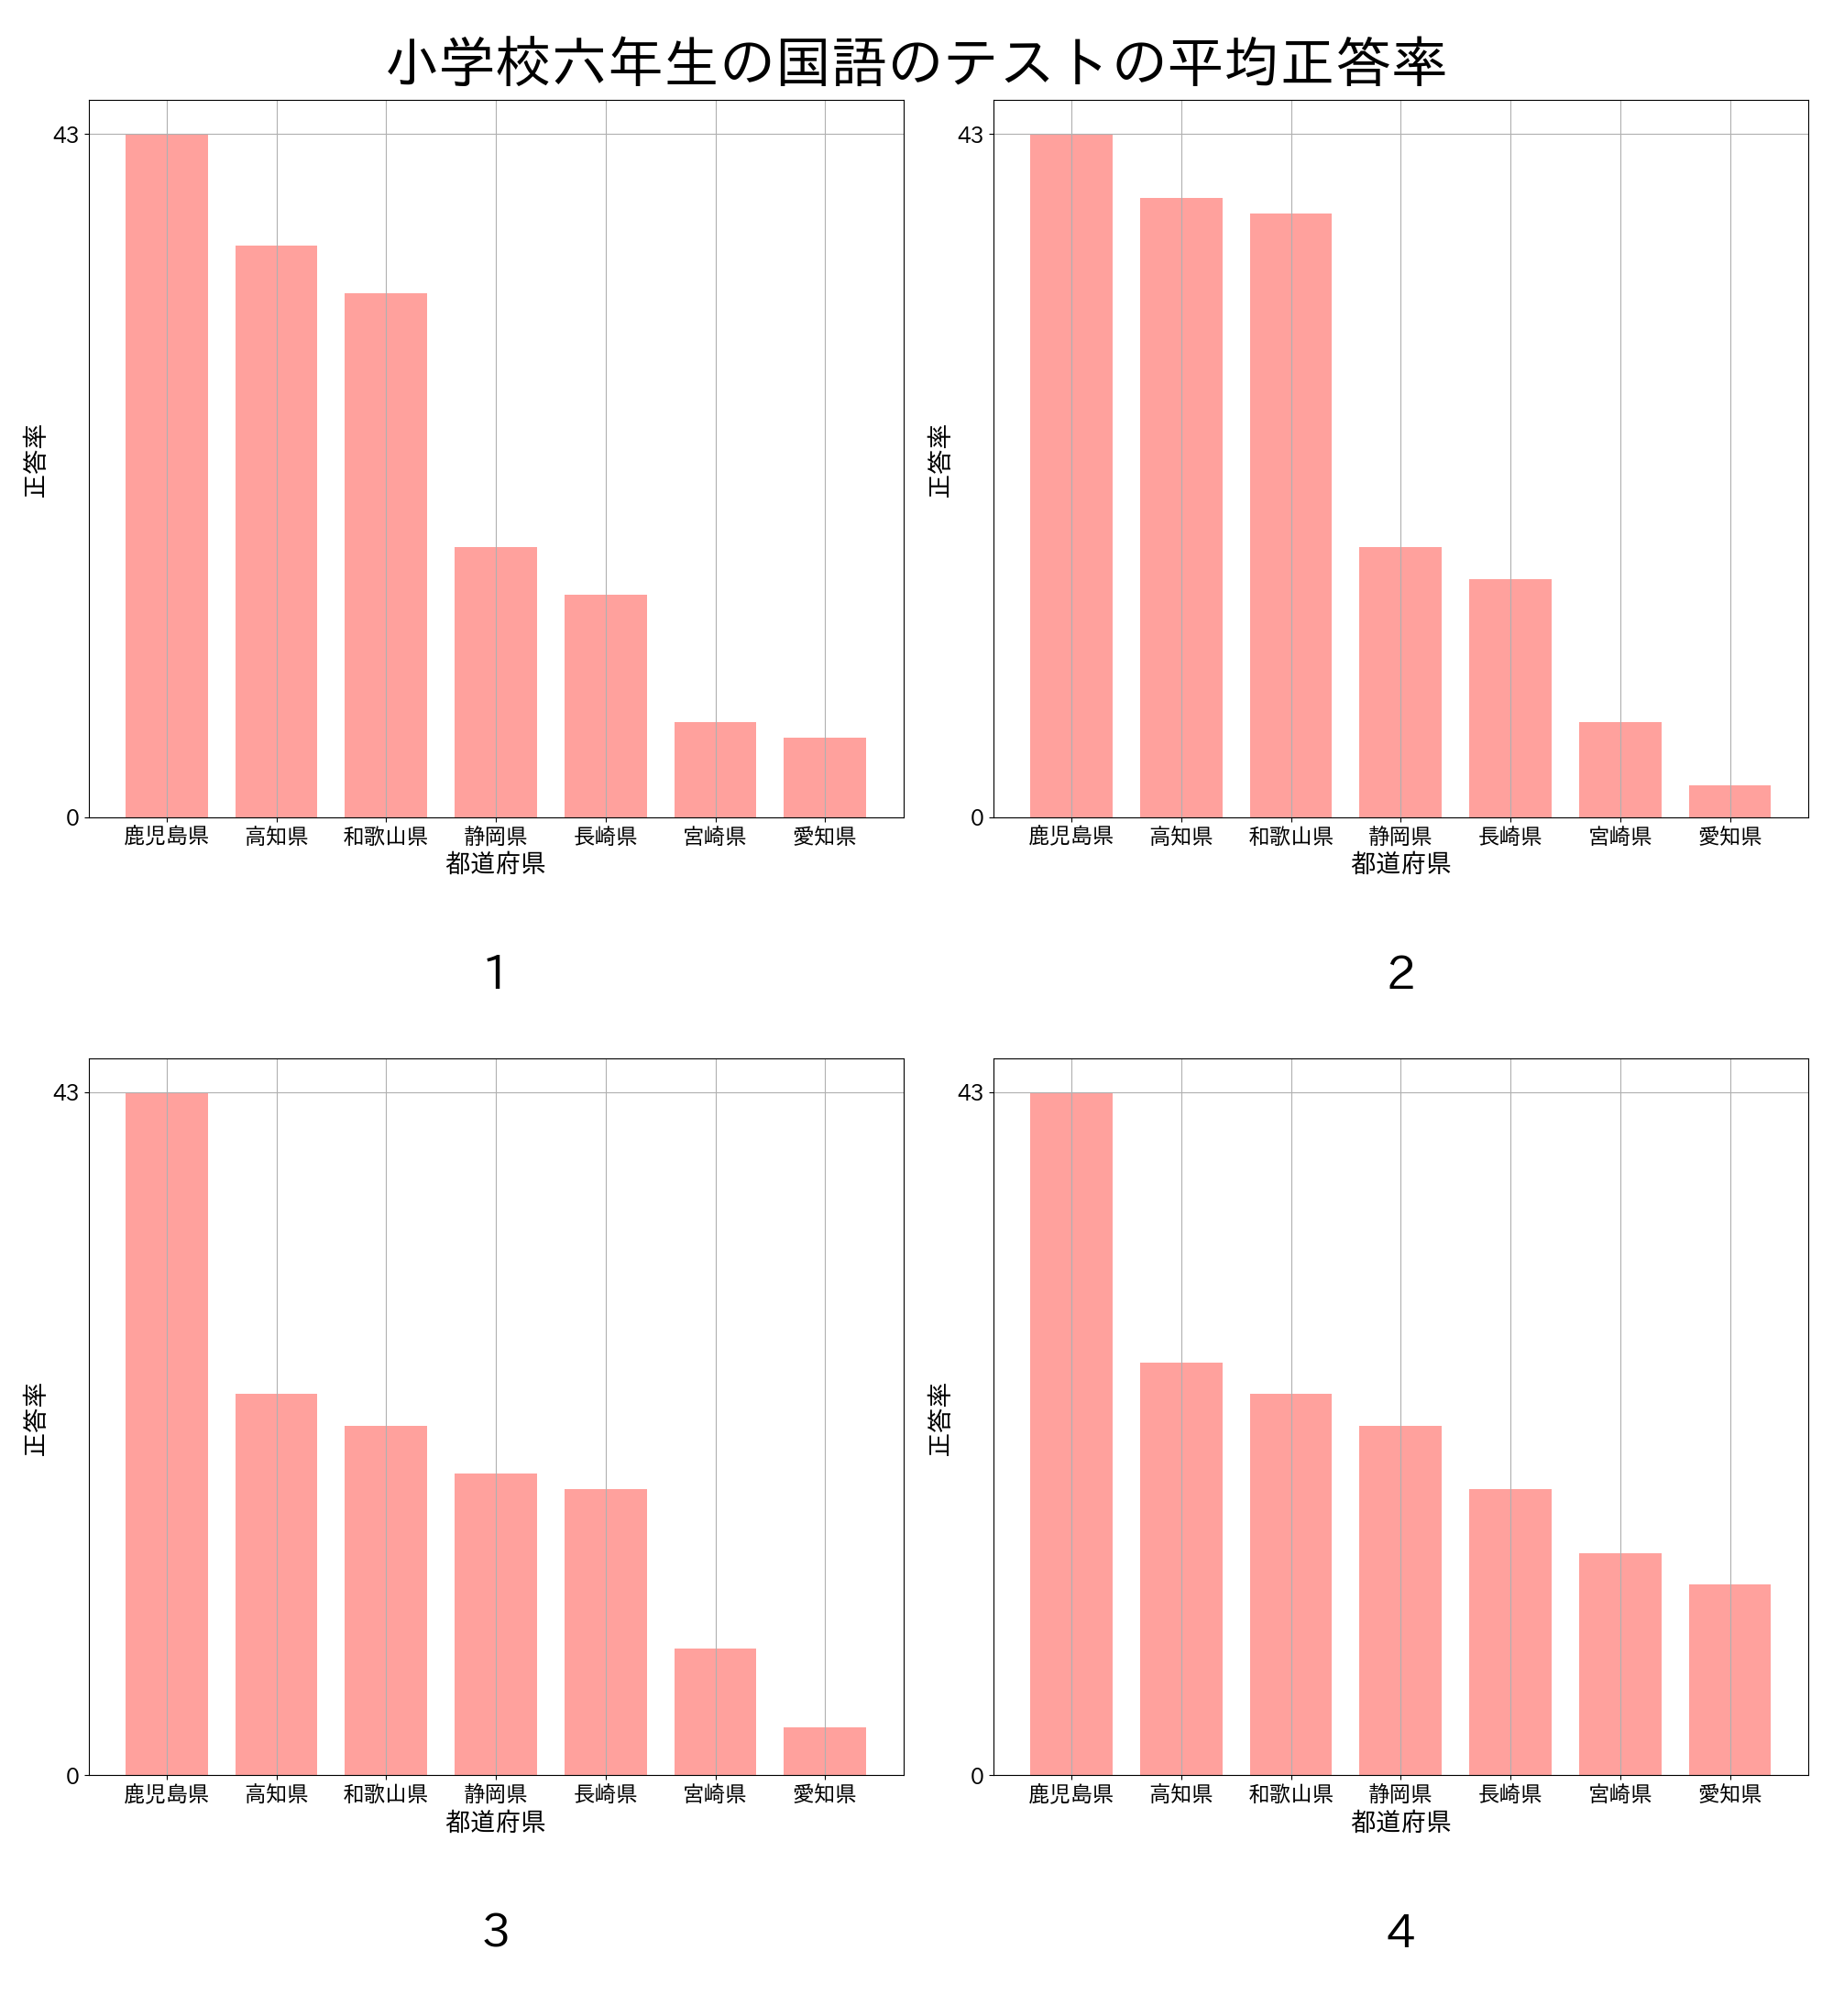 小学校六年生の国語のテストの平均正答率
43
正答率
0
鹿児島県 高知県 和歌山県 静岡県 長崎県 宮崎県 愛知県
都道府県
1
43
正答率
0
鹿児島県 高知県 和歌山県 静岡県 長崎県 宮崎県 愛知県
都道府県
2
43
正答率
0
鹿児島県 高知県 和歌山県 静岡県 長崎県 宮崎県 愛知県
都道府県
3
43
正答率
0
鹿児島県 高知県 和歌山県 静岡県 長崎県 宮崎県 愛知県
都道府県
4